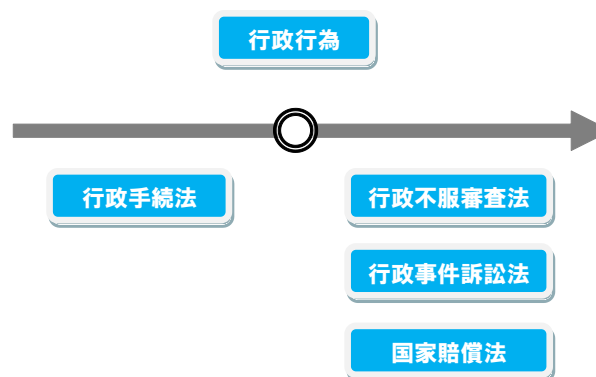 行政行為
行政手続法
行政不服審査法
行政事件訴訟法
国家賠償法